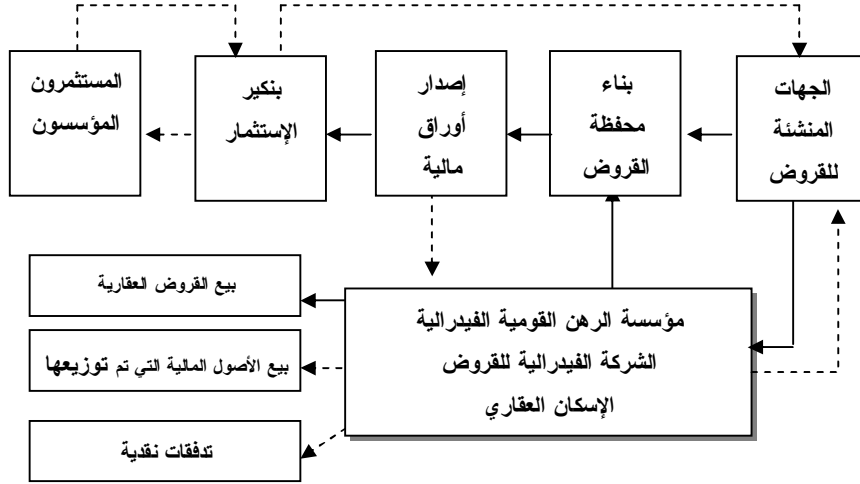 الجهات
المنشئة
للقروض
بناء
محفظة
القروض
إصدار
أوراق
مالية
بنكير
الإستثمار
المستثمرون
المؤسسون
مؤسسة الرهن القومية الفيدرالية
الشركة الفيدرالية للقروض
الإسكان العقاري
بيع القروض العقارية
بيع الأصول المالية التي تم توزيعها
تدفقات نقدية